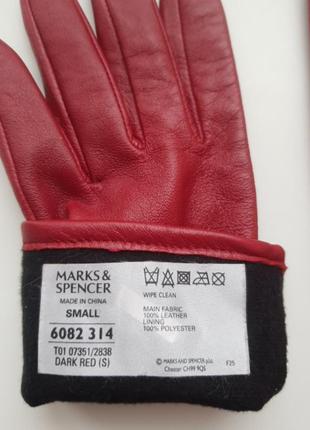 MARKS &
SPENCER
MADE IN CHINA
SMALL
6082 314
T01 07351/2838
DARK RED (S)
WIPE CLEAN
MAIN FABRIC
100% LEATHER
LINING
100% POLYESTER
© MARKS AND SPENCER plc
Chester CH99 9QS
F25